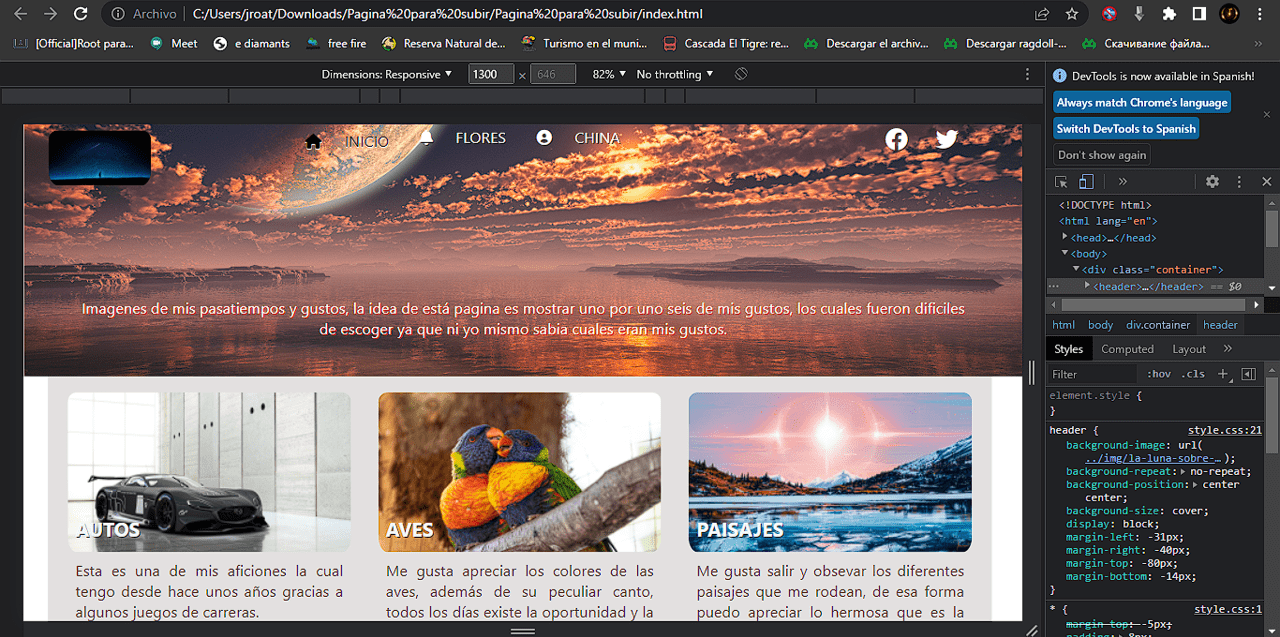 Archivo | C:/Users/jroat/Downloads/Pagina%20para%20subir/Pagina%20para%20subir/index.html
[Official]Root para... Meet e diamants free fire Reserva Natural de... Turismo en el muni... Cascada El Tigre: re... Descargar el archiv... Descargar ragdoll-... Скачивание файла... »
Dimensions: Responsive ▼ 1300 × 646 82% ▼ No throttling ▼
INICIO FLORES CHINA
Imagenes de mis pasatiempos y gustos, la idea de está pagina es mostrar uno por uno seis de mis gustos, los cuales fueron dificiles
de escoger ya que ni yo mismo sabia cuales eran mis gustos.
AUTOS
Esta es una de mis aficiones la cual
tengo desde hace unos años gracias a
algunos juegos de carreras.
AVES
Me gusta apreciar los colores de las
aves, además de su peculiar canto,
todos los días existe la oportunidad y la
PAISAJES
Me gusta salir y obsevar los diferentes
paisajes que me rodean, de esa forma
puedo apreciar lo hermosa que es la
DevTools is now available in Spanish!
Always match Chrome's language
Switch DevTools to Spanish
Don't show again
»
<!DOCTYPE html>
<html lang="en">
<head>…</head>
<body>
<div class="container">
<header>…</header> == $0
html body div.container header
Styles Computed Layout »
Filter :hov .cls +
element.style {
}
header { style.css:21
background-image: url(
../img/la-luna-sobre-… );
background-repeat: no-repeat;
background-position: center
center;
background-size: cover;
display: block;
margin-left: -31px;
margin-right: -40px;
margin-top: -80px;
margin-bottom: -14px;
}
* { style.css:1
margin-top: -5px;
padding: 8px;